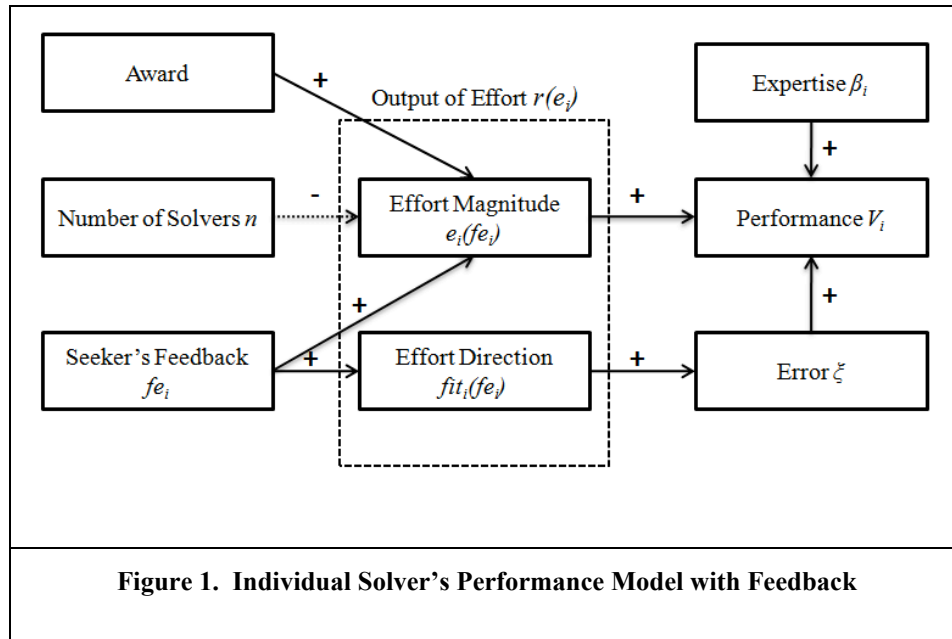 Award
+
Output of Effort r(eᵢ)
Expertise βᵢ
+
Number of Solvers n
-
Effort Magnitude
eᵢ(feᵢ)
+
Performance Vᵢ
+
+
Seeker's Feedback
feᵢ
+
Effort Direction
fitᵢ(feᵢ)
+
Error ξ
Figure 1. Individual Solver's Performance Model with Feedback